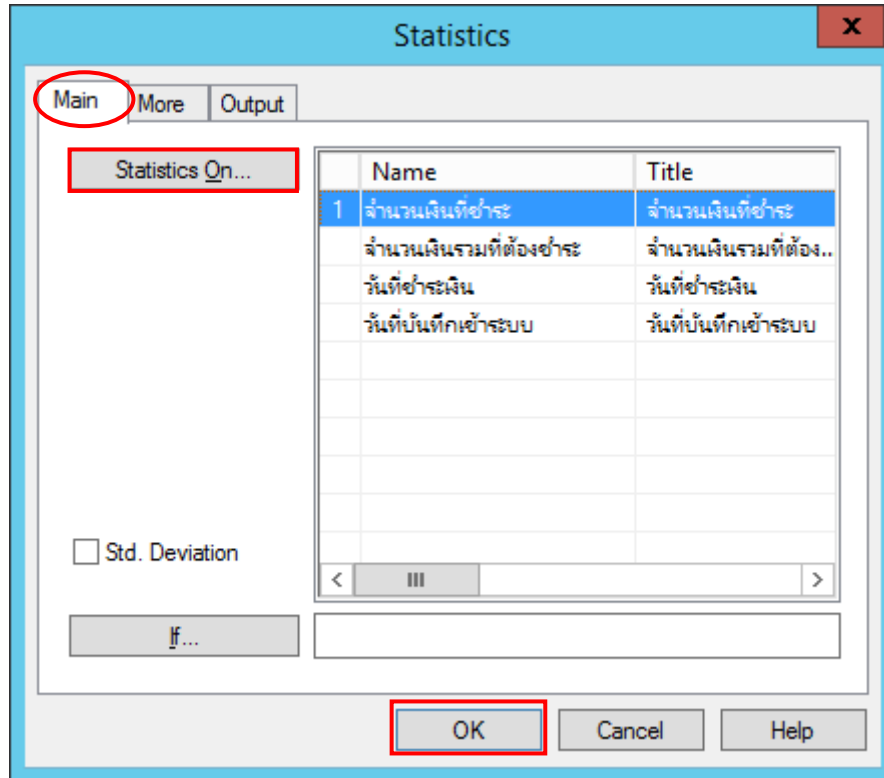 Statistics
x
Main More Output
Statistics On...
Name Title
1 จำนวนเงินที่ชำระ จำนวนเงินที่ชำระ
จำนวนเงินรวมที่ต้องชำระ จำนวนเงินรวมที่ต้อง..
วันที่ชำระเงิน วันที่ชำระเงิน
วันที่บันทึกเข้าระบบ วันที่บันทึกเข้าระบบ
Std. Deviation
If...
OK Cancel Help